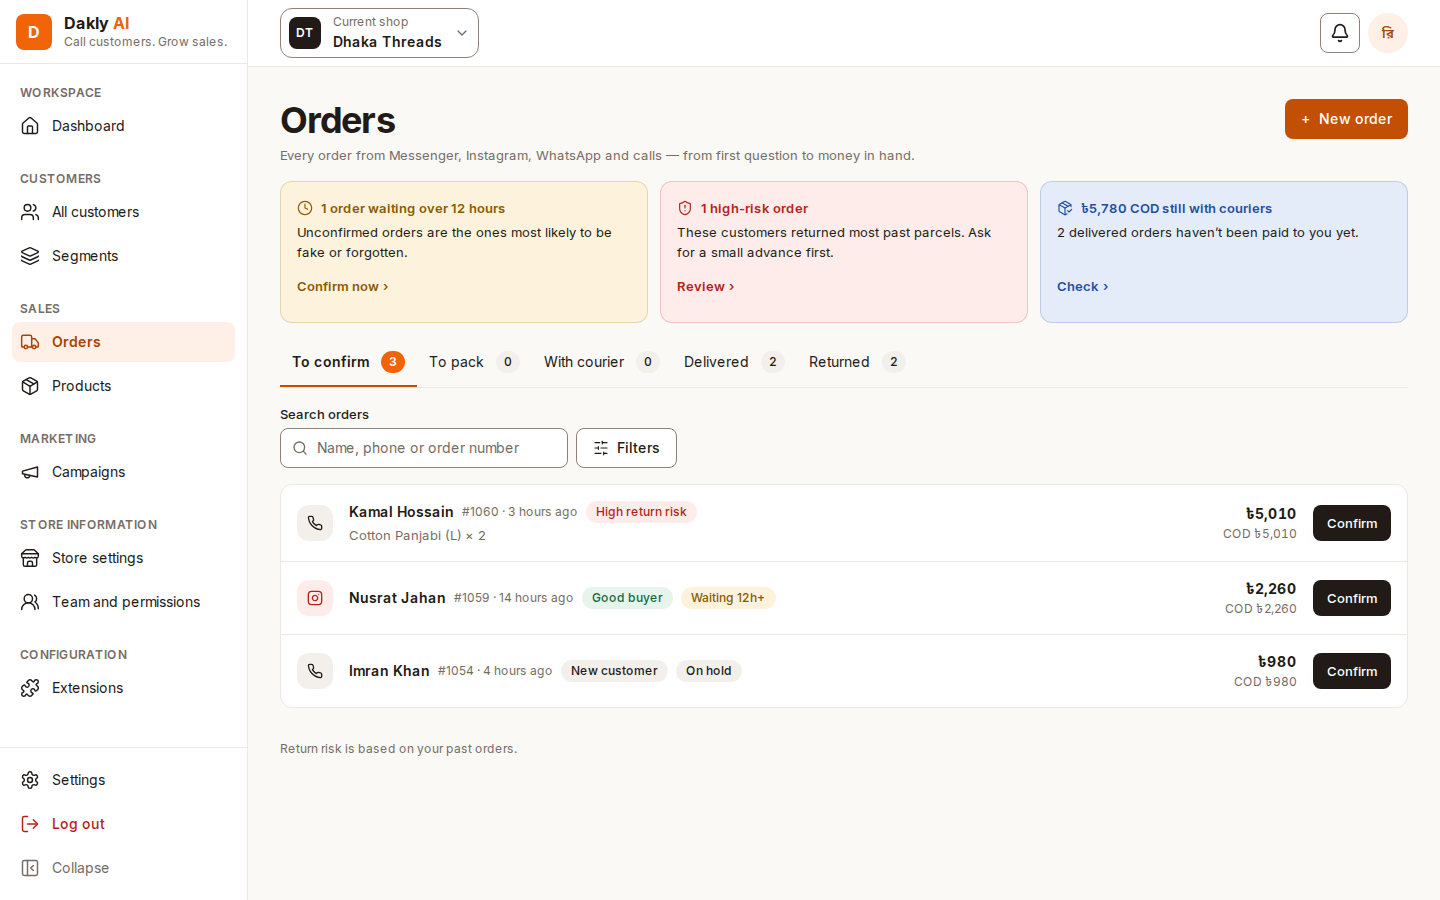 D
Dakly AI
Call customers. Grow sales.
WORKSPACE
Dashboard
CUSTOMERS
All customers
Segments
SALES
Orders
Products
MARKETING
Campaigns
STORE INFORMATION
Store settings
Team and permissions
CONFIGURATION
Extensions
Settings
Log out
Collapse
DT
Current shop
Dhaka Threads
রি
Orders
+ New order
Every order from Messenger, Instagram, WhatsApp and calls — from first question to money in hand.
1 order waiting over 12 hours
Unconfirmed orders are the ones most likely to be
fake or forgotten.
Confirm now ›
1 high-risk order
These customers returned most past parcels. Ask
for a small advance first.
Review ›
৳5,780 COD still with couriers
2 delivered orders haven’t been paid to you yet.
Check ›
To confirm 3
To pack 0
With courier 0
Delivered 2
Returned 2
Search orders
Name, phone or order number
Filters
Kamal Hossain #1060 · 3 hours ago High return risk
Cotton Panjabi (L) × 2
৳5,010
COD ৳5,010
Confirm
Nusrat Jahan #1059 · 14 hours ago Good buyer Waiting 12h+
৳2,260
COD ৳2,260
Confirm
Imran Khan #1054 · 4 hours ago New customer On hold
৳980
COD ৳980
Confirm
Return risk is based on your past orders.